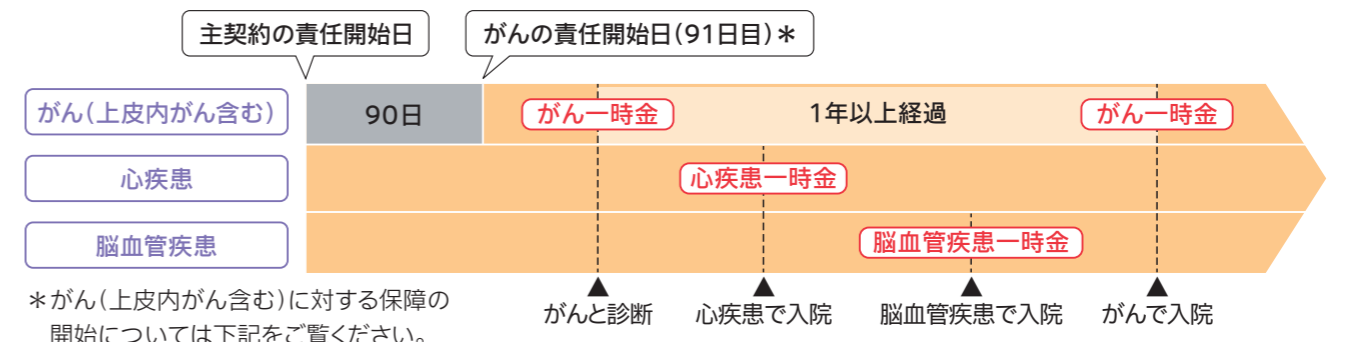 主契約の責任開始日
がんの責任開始日(91日目)＊
がん(上皮内がん含む)
90日
がん一時金
1年以上経過
がん一時金
心疾患
心疾患一時金
脳血管疾患
脳血管疾患一時金
がんと診断
心疾患で入院
脳血管疾患で入院
がんで入院
＊がん(上皮内がん含む)に対する保障の
開始については下記をご覧ください。